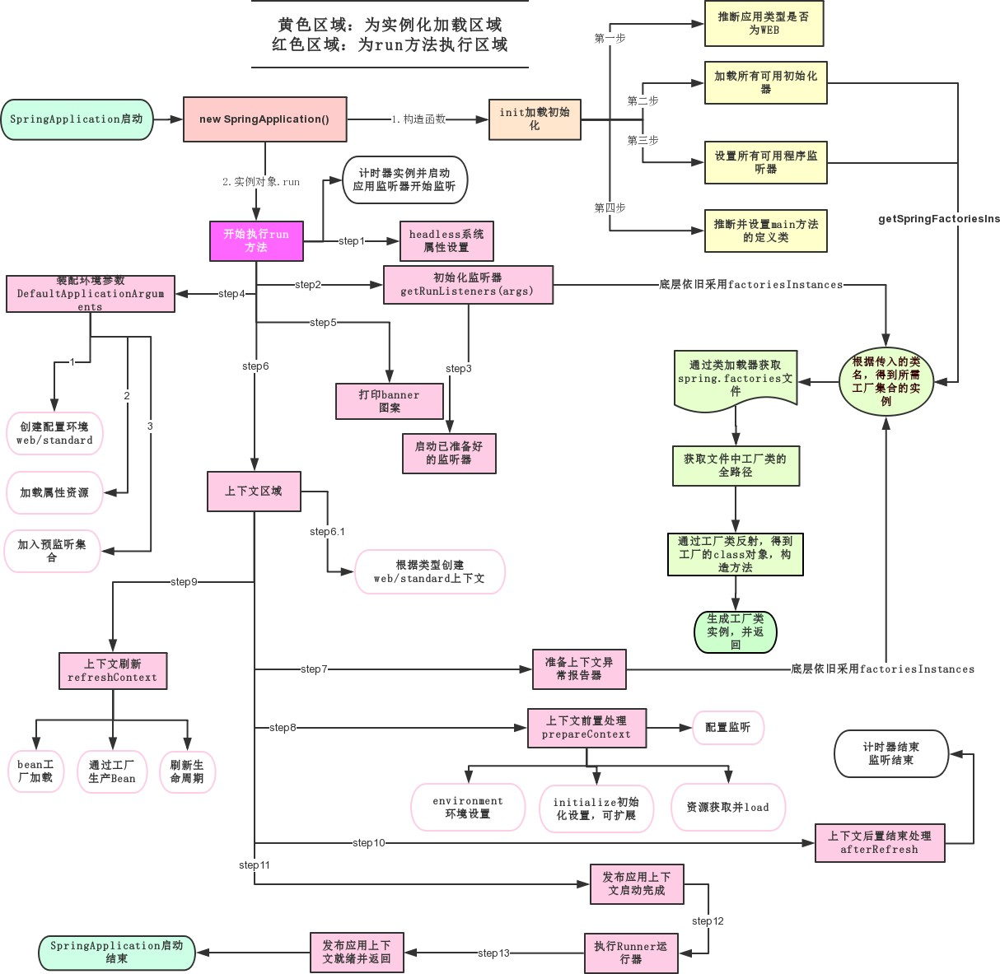 黄色区域：为实例化加载区域
红色区域：为run方法执行区域
SpringApplication启动
new SpringApplication()
1.构造函数
init加载初始
化
第一步
推断应用类型是否
为WEB
第二步
加载所有可用初始化
器
第三步
设置所有可用程序监
听器
第四步
推断并设置main方法
的定义类
getSpringFactoriesIns
2.实例对象.run
计时器实例并启动
应用监听器开始监听
开始执行run
方法
step1
headless系统
属性设置
step2
初始化监听器
getRunListeners(args)
底层依旧采用factoriesInstances
step4
装配环境参数
DefaultApplicationArgum
ents
step5
step6
step3
打印banner
图案
启动已准备好
的监听器
1
2
3
创建配置环境
web/standard
加载属性资源
加入预监听集
合
根据传入的类
名，得到所需
工厂集合的实
例
通过类加载器获取
spring.factories文
件
获取文件中工厂类的
全路径
通过工厂类反射，得到
工厂的class对象，构
造方法
生成工厂类
实例，并返
回
上下文区域
step6.1
根据类型创建
web/standard上下文
step9
上下文刷新
refreshContext
bean工
厂加载
通过工厂
生产Bean
刷新生
命周期
step7
准备上下文异
常报告器
底层依旧采用factoriesInstances
step8
上下文前置处理
prepareContext
配置监听
environment
环境设置
initialize初始
化设置，可扩展
资源获取并load
计时器结束
监听结束
step10
上下文后置结束处理
afterRefresh
step11
发布应用上下
文启动完成
step12
执行Runner运
行器
step13
发布应用上下
文就绪并返回
SpringApplication启动
结束